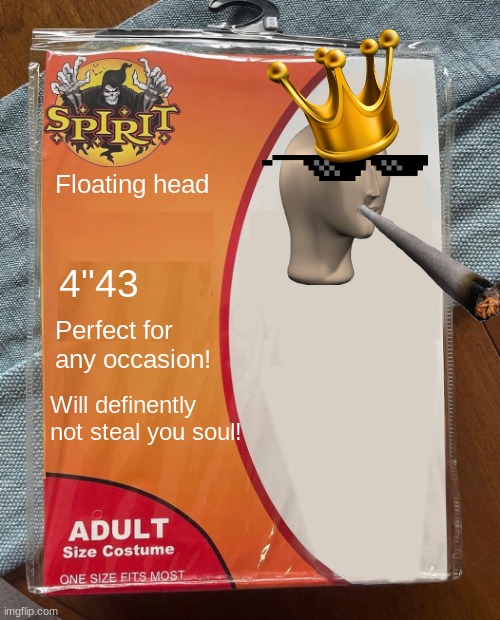 SPIRIT
Floating head
4"43
Perfect for
any occasion!
Will definently
not steal you soul!
ADULT
Size Costume
ONE SIZE FITS MOST
imgflip.com